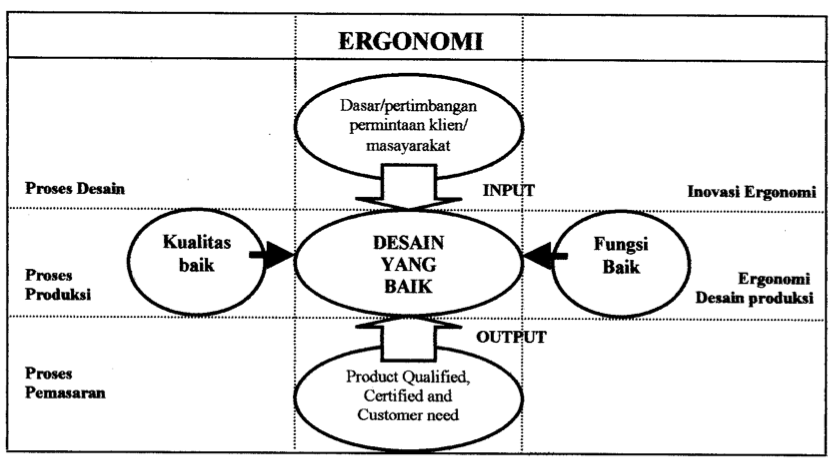 ERGONOMI
Dasar/pertimbangan
permintaan klien/
masayarakat
Proses Desain
INPUT
Inovasi Ergonomi
Kualitas
baik
DESAIN
YANG
BAIK
Fungsi
Baik
Proses
Produksi
Ergonomi
Desain produksi
OUTPUT
Proses
Pemasaran
Product Qualified,
Certified and
Customer need